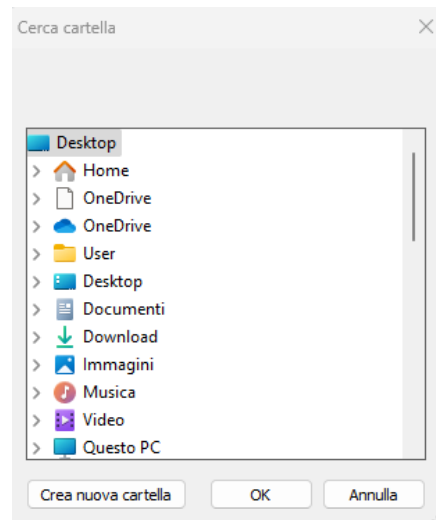 Cerca cartella
Desktop
Home
OneDrive
OneDrive
User
Desktop
Documenti
Download
Immagini
Musica
Video
Questo PC
Crea nuova cartella OK Annulla